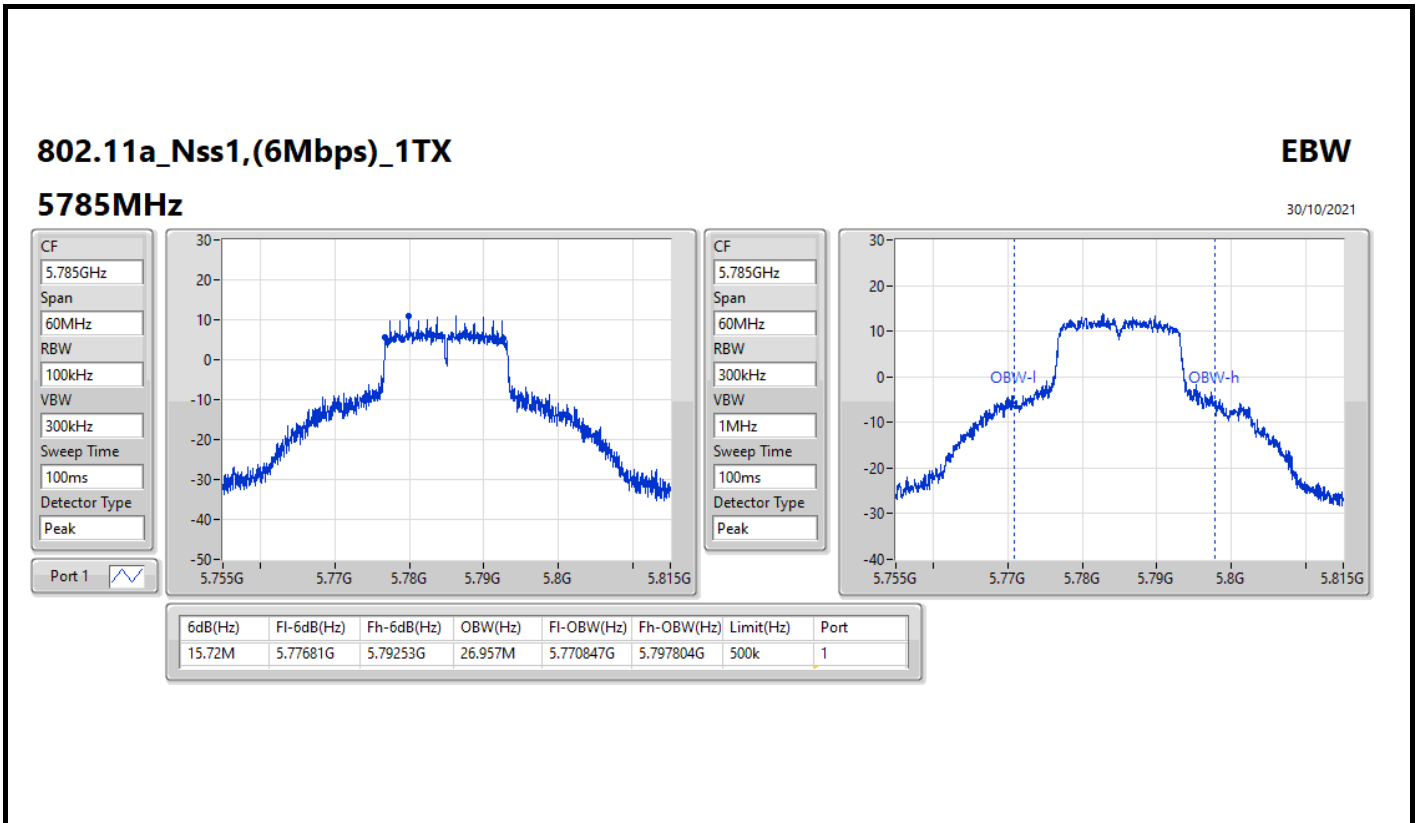 802.11a_Nss1,(6Mbps)_1TX
EBW
5785MHz
30/10/2021
CF
5.785GHz
Span
60MHz
RBW
100kHz
VBW
300kHz
Sweep Time
100ms
Detector Type
Peak
Port 1
30
20
10
0
-10
-20
-30
-40
-50
5.755G 5.77G 5.78G 5.79G 5.8G 5.815G
CF
5.785GHz
Span
60MHz
RBW
300kHz
VBW
1MHz
Sweep Time
100ms
Detector Type
Peak
30
20
10
0
-10
-20
-30
-40
OBW-l OBW-h
5.755G 5.77G 5.78G 5.79G 5.8G 5.815G
6dB(Hz) Fl-6dB(Hz) Fh-6dB(Hz) OBW(Hz) Fl-OBW(Hz) Fh-OBW(Hz) Limit(Hz) Port
15.72M 5.77681G 5.79253G 26.957M 5.770847G 5.797804G 500k 1